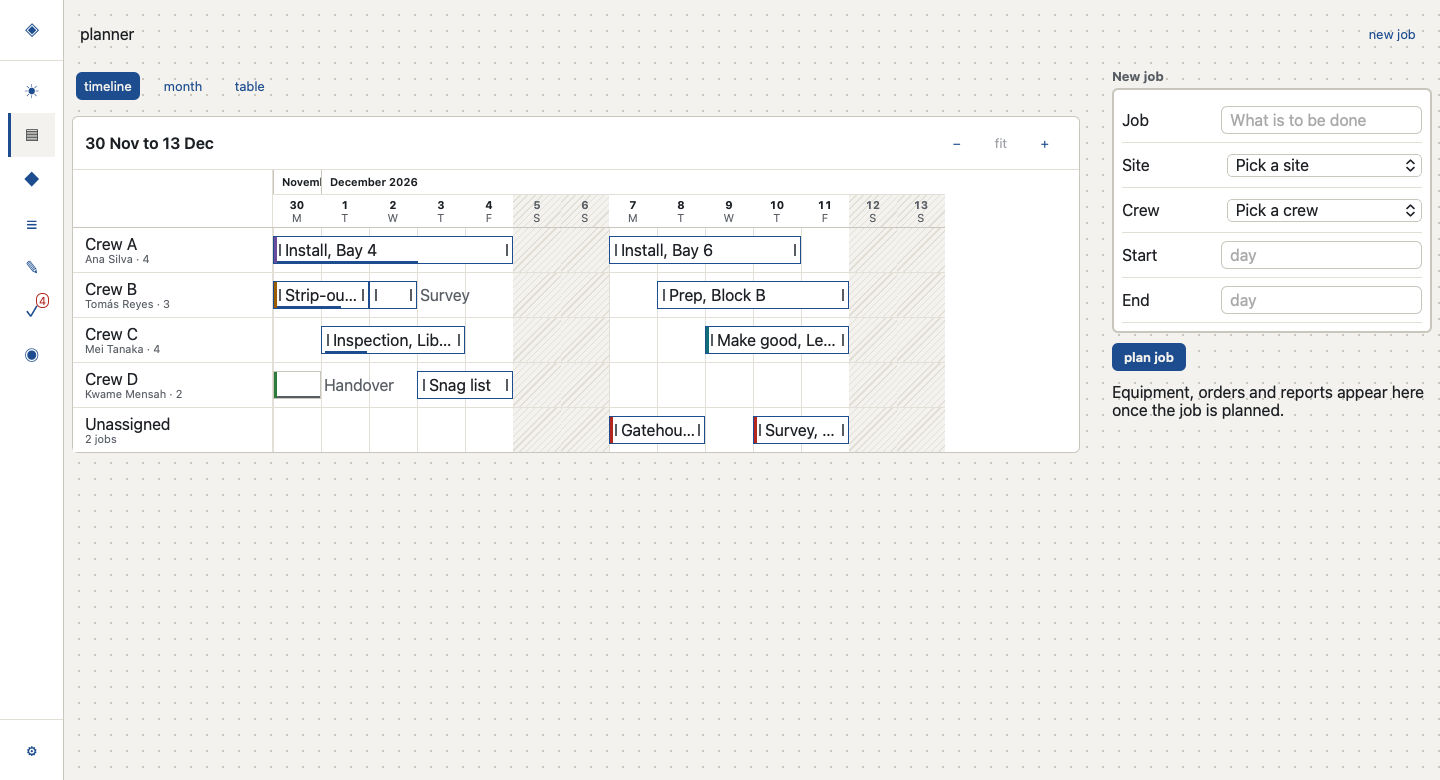 planner
new job
timeline
month
table
30 Nov to 13 Dec
−
fit
+
Novem
December 2026
30 1 2 3 4 5 6 7 8 9 10 11 12 13
M T W T F S S M T W T F S S
Crew A
Ana Silva · 4
Install, Bay 4
Install, Bay 6
Crew B
Tomás Reyes · 3
Strip-ou...
Survey
Prep, Block B
Crew C
Mei Tanaka · 4
Inspection, Lib...
Make good, Le...
Crew D
Kwame Mensah · 2
Handover
Snag list
Unassigned
2 jobs
Gatehou...
Survey, ...
4
New job
Job
What is to be done
Site
Pick a site
Crew
Pick a crew
Start
day
End
day
plan job
Equipment, orders and reports appear here
once the job is planned.